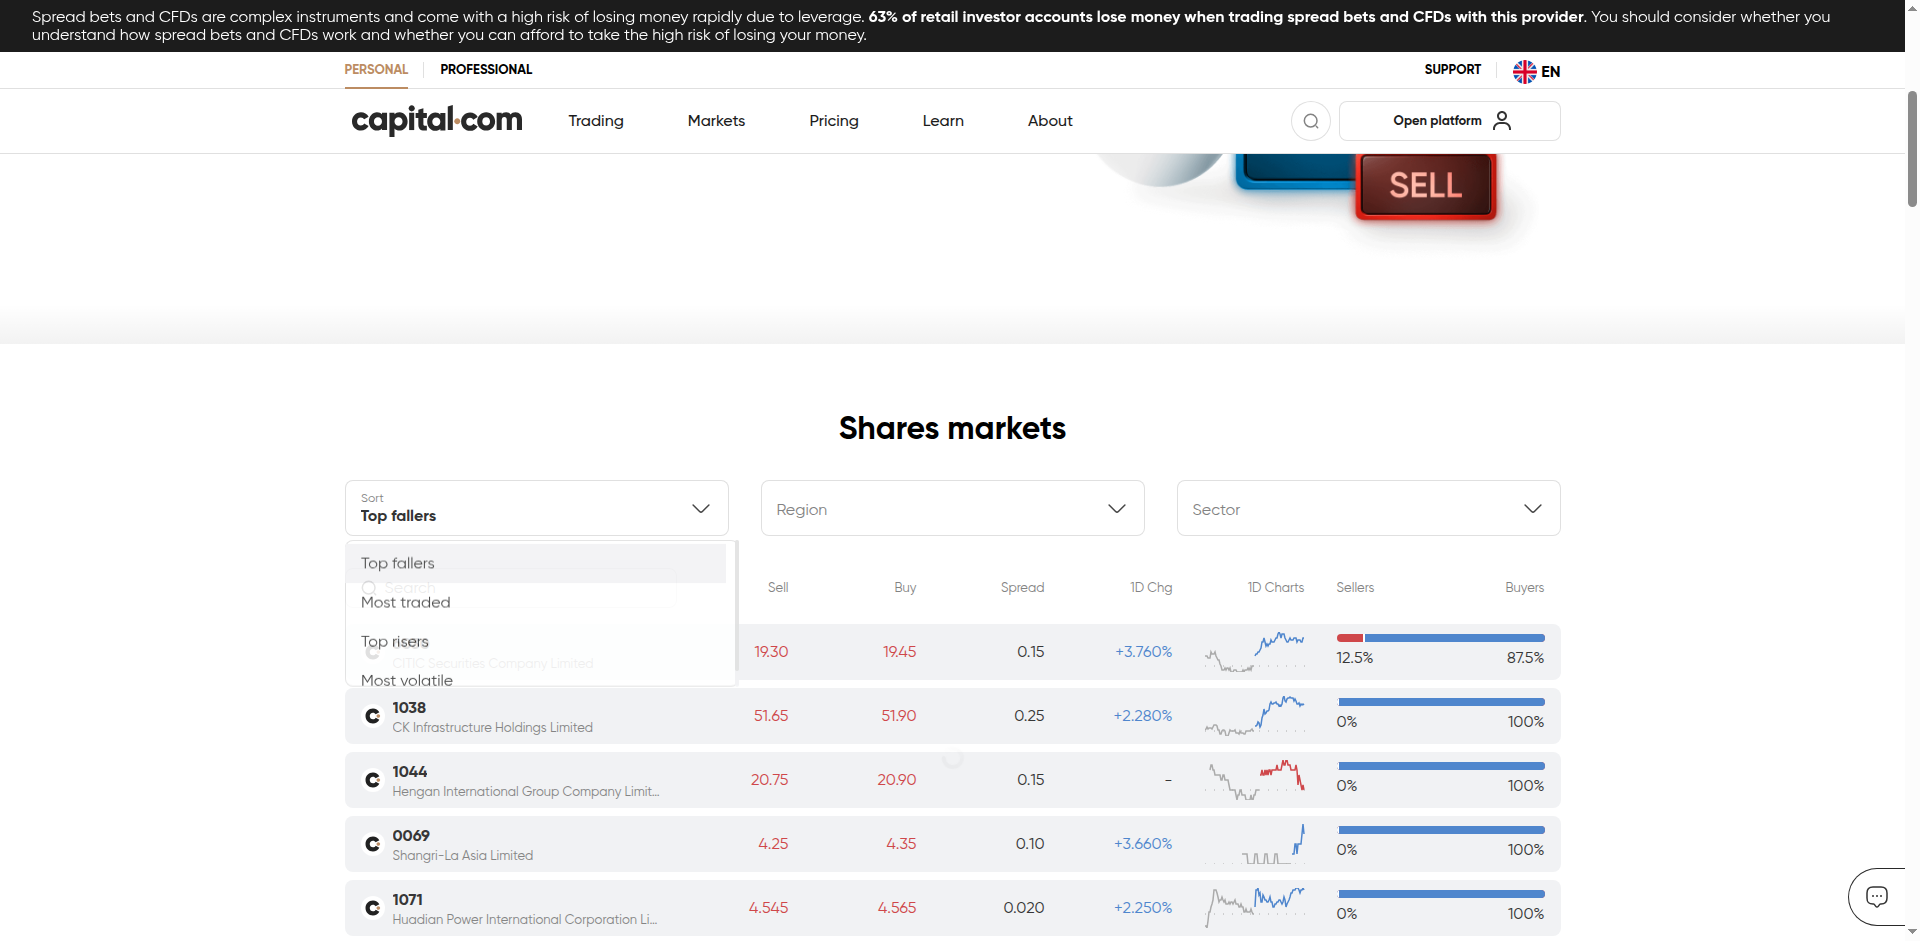 Spread bets and CFDs are complex instruments and come with a high risk of losing money rapidly due to leverage. 63% of retail investor accounts lose money when trading spread bets and CFDs with this provider. You should consider whether you
understand how spread bets and CFDs work and whether you can afford to take the high risk of losing your money.
PERSONAL PROFESSIONAL SUPPORT EN
capital.com Trading Markets Pricing Learn About Open platform
SELL
Shares markets
Sort
Top fallers
Region
Sector
Top fallers
Search
Most traded
Top risers
CITIC Securities Company Limited
Most volatile
Sell Buy Spread 1D Chg 1D Charts Sellers Buyers
19.30 19.45 0.15 +3.760% 12.5% 87.5%
1038
CK Infrastructure Holdings Limited
51.65 51.90 0.25 +2.280% 0% 100%
1044
Hengan International Group Company Limit...
20.75 20.90 0.15 - 0% 100%
0069
Shangri-La Asia Limited
4.25 4.35 0.10 +3.660% 0% 100%
1071
Huadian Power International Corporation Li...
4.545 4.565 0.020 +2.250% 0% 100%